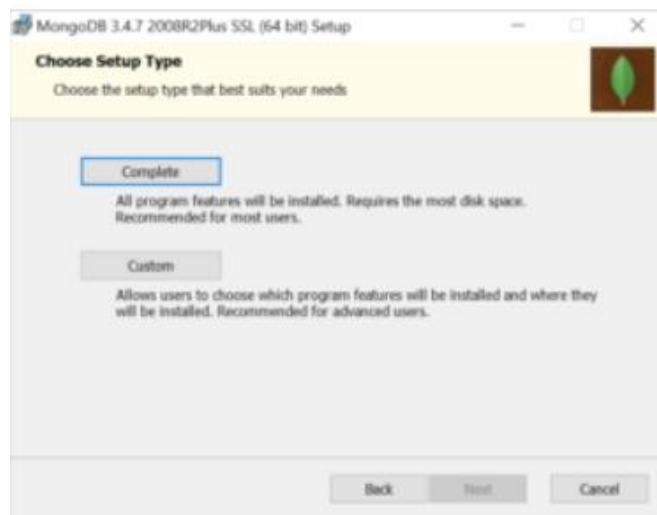 MongoDB 3.4.7 2008R2Plus SSL (64 bit) Setup
Choose Setup Type
Choose the setup type that best suits your needs
Complete
All program features will be installed. Requires the most disk space.
Recommended for most users.
Custom
Allows users to choose which program features will be installed and where they
will be installed. Recommended for advanced users.
Back Next Cancel